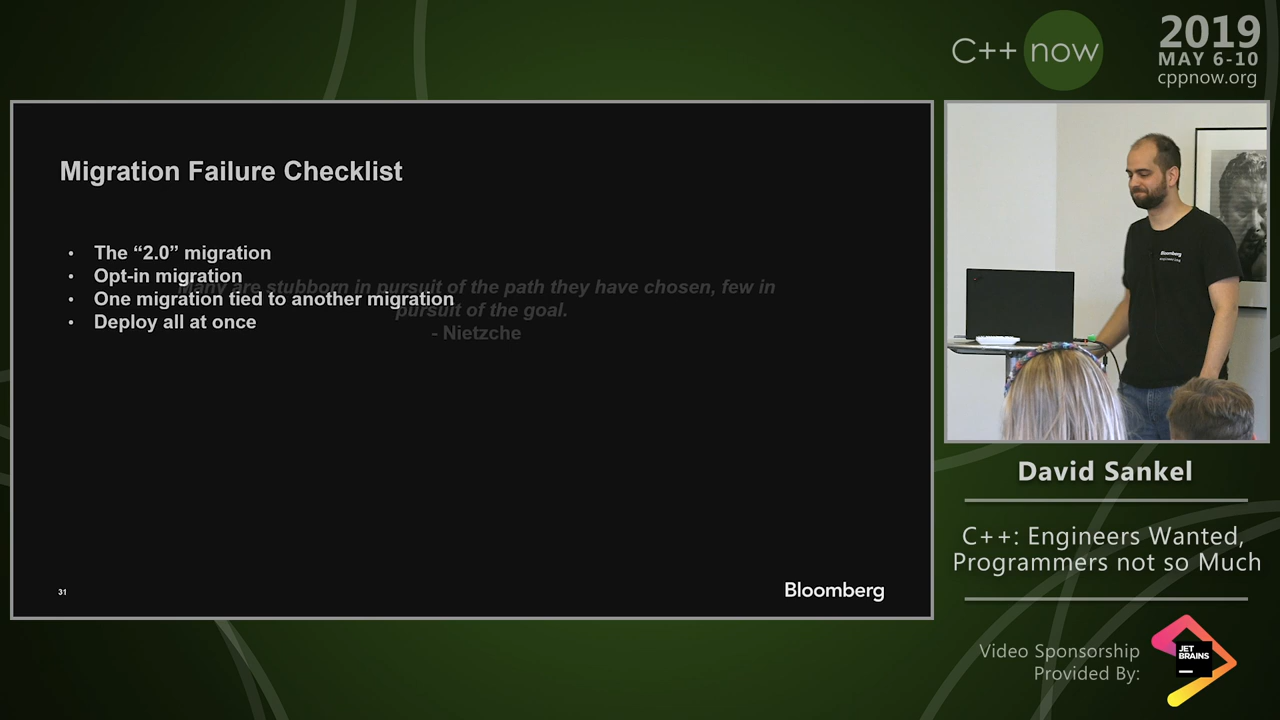 C++ now
2019
MAY 6-10
cppnow.org
Migration Failure Checklist
• The “2.0” migration
• Opt-in migration
Many are stubborn in pursuit of the path they have chosen, few in
• One migration tied to another migration
pursuit of the goal.
• Deploy all at once
- Nietzche
31
Bloomberg
Bloomberg
David Sankel
C++: Engineers Wanted,
Programmers not so Much
Video Sponsorship
Provided By:
JET
BRAINS